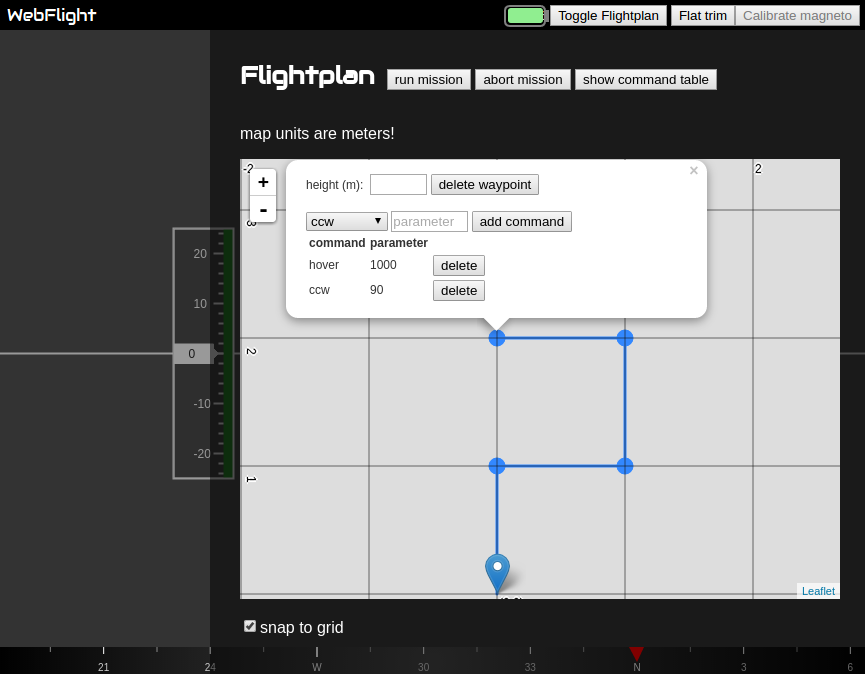 WebFlight
Toggle Flightplan Flat trim Calibrate magneto
Flightplan run mission abort mission show command table
map units are meters!
-2 2
+
-
3
height (m): delete waypoint
×
ccw parameter add command
command parameter
hover 1000 delete
ccw 90 delete
20
10
0
-10
-20
2
1
Leaflet
snap to grid
21 24 W 30 33 N 3 6